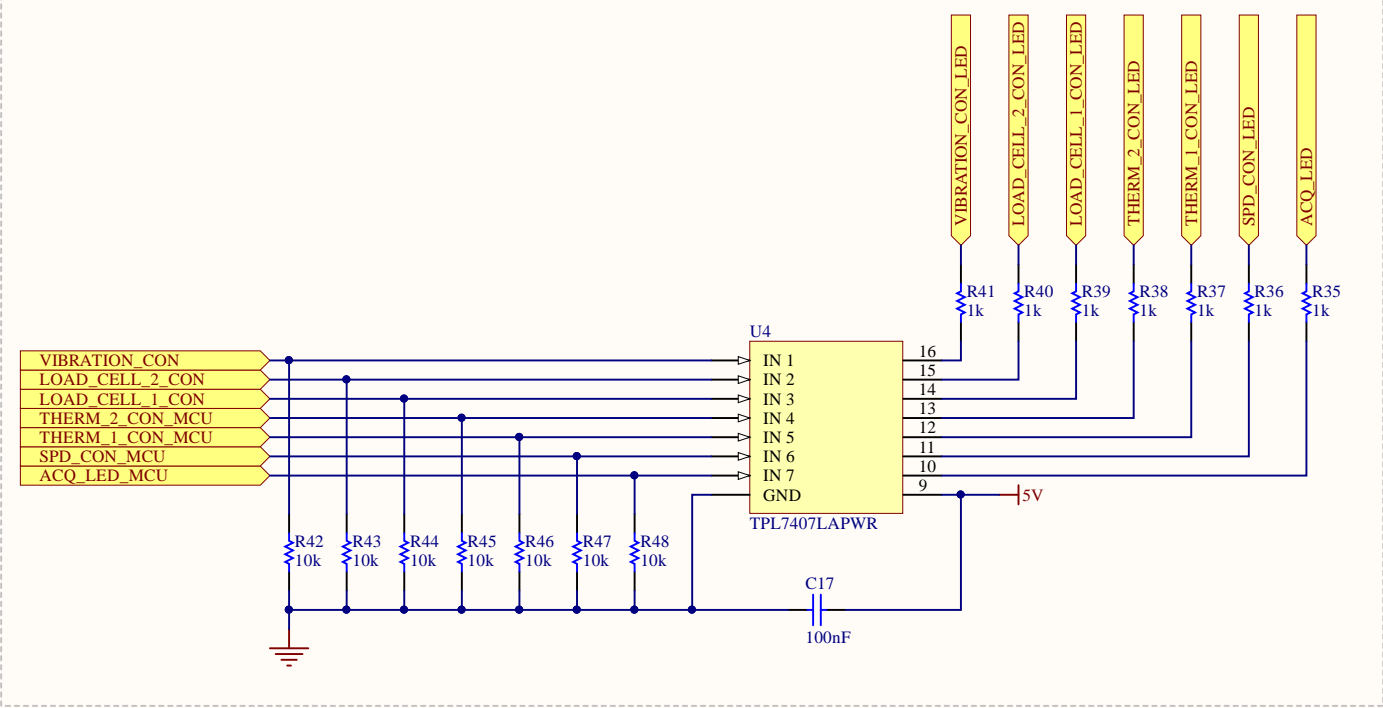 VIBRATION_CON_LED
LOAD_CELL_2_CON_LED
LOAD_CELL_1_CON_LED
THERM_2_CON_LED
THERM_1_CON_LED
SPD_CON_LED
ACQ_LED
R41
1k
R40
1k
R39
1k
R38
1k
R37
1k
R36
1k
R35
1k
U4
VIBRATION_CON
LOAD_CELL_2_CON
LOAD_CELL_1_CON
THERM_2_CON_MCU
THERM_1_CON_MCU
SPD_CON_MCU
ACQ_LED_MCU
IN 1
IN 2
IN 3
IN 4
IN 5
IN 6
IN 7
GND
16
15
14
13
12
11
10
9
5V
TPL7407LAPWR
R42
10k
R43
10k
R44
10k
R45
10k
R46
10k
R47
10k
R48
10k
C17
100nF